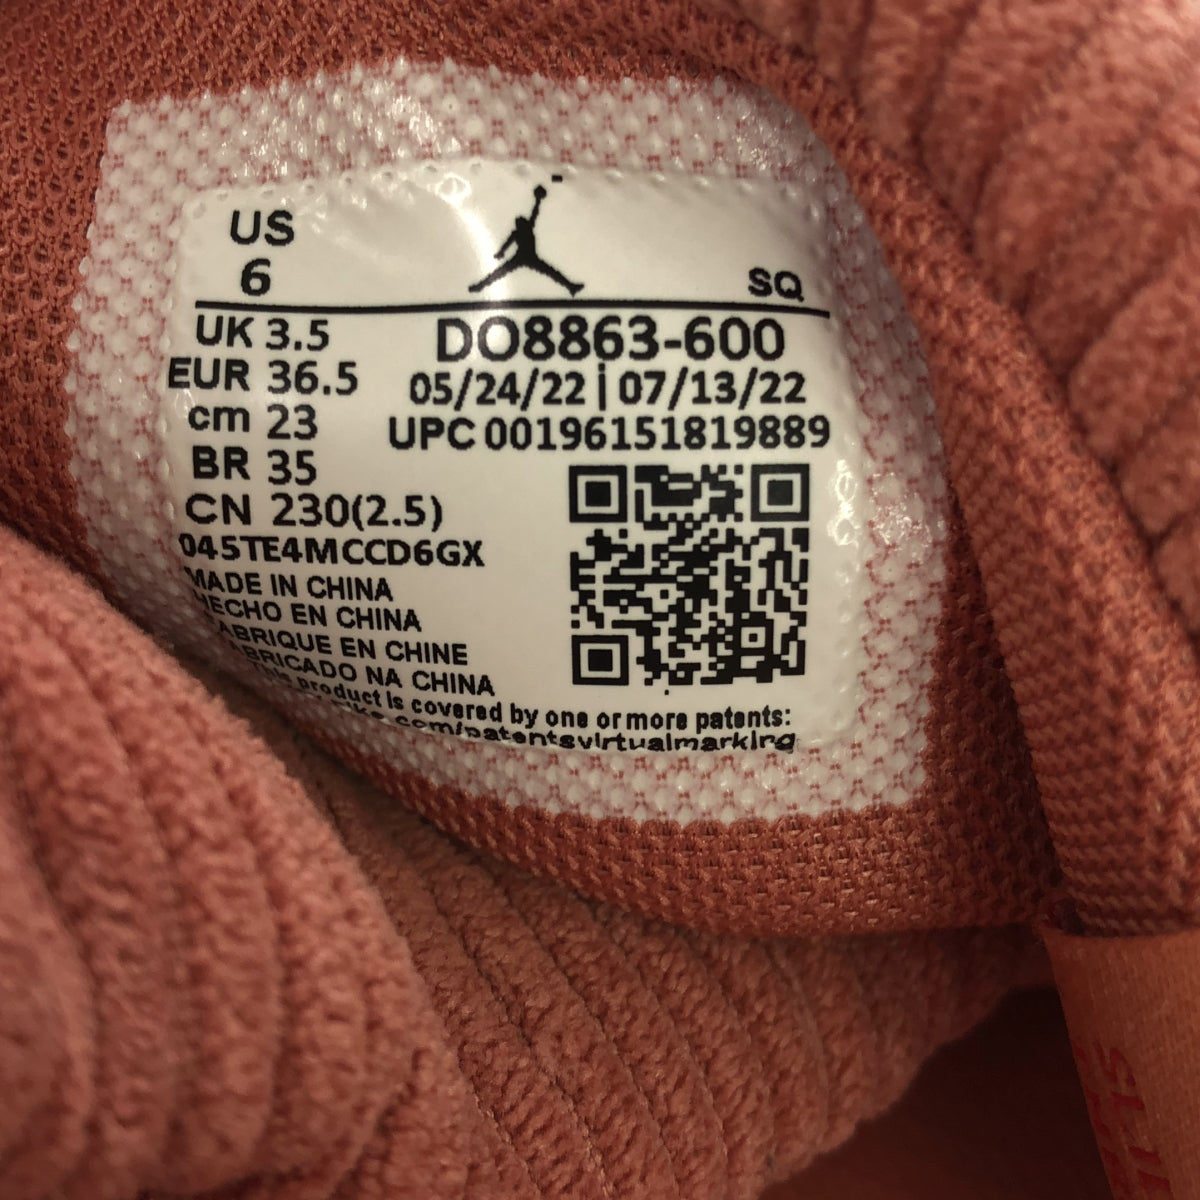 US
6
SQ
UK 3.5
EUR 36.5
cm 23
BR 35
CN 230(2.5)
DO8863-600
05/24/22 | 07/13/22
UPC 00196151819889
045TE4MCCD6GX
MADE IN CHINA
HECHO EN CHINA
FABRIQUE EN CHINE
FABRICADO NA CHINA
This product is covered by one or more patents:
nike.com/patentsvirtualmarking